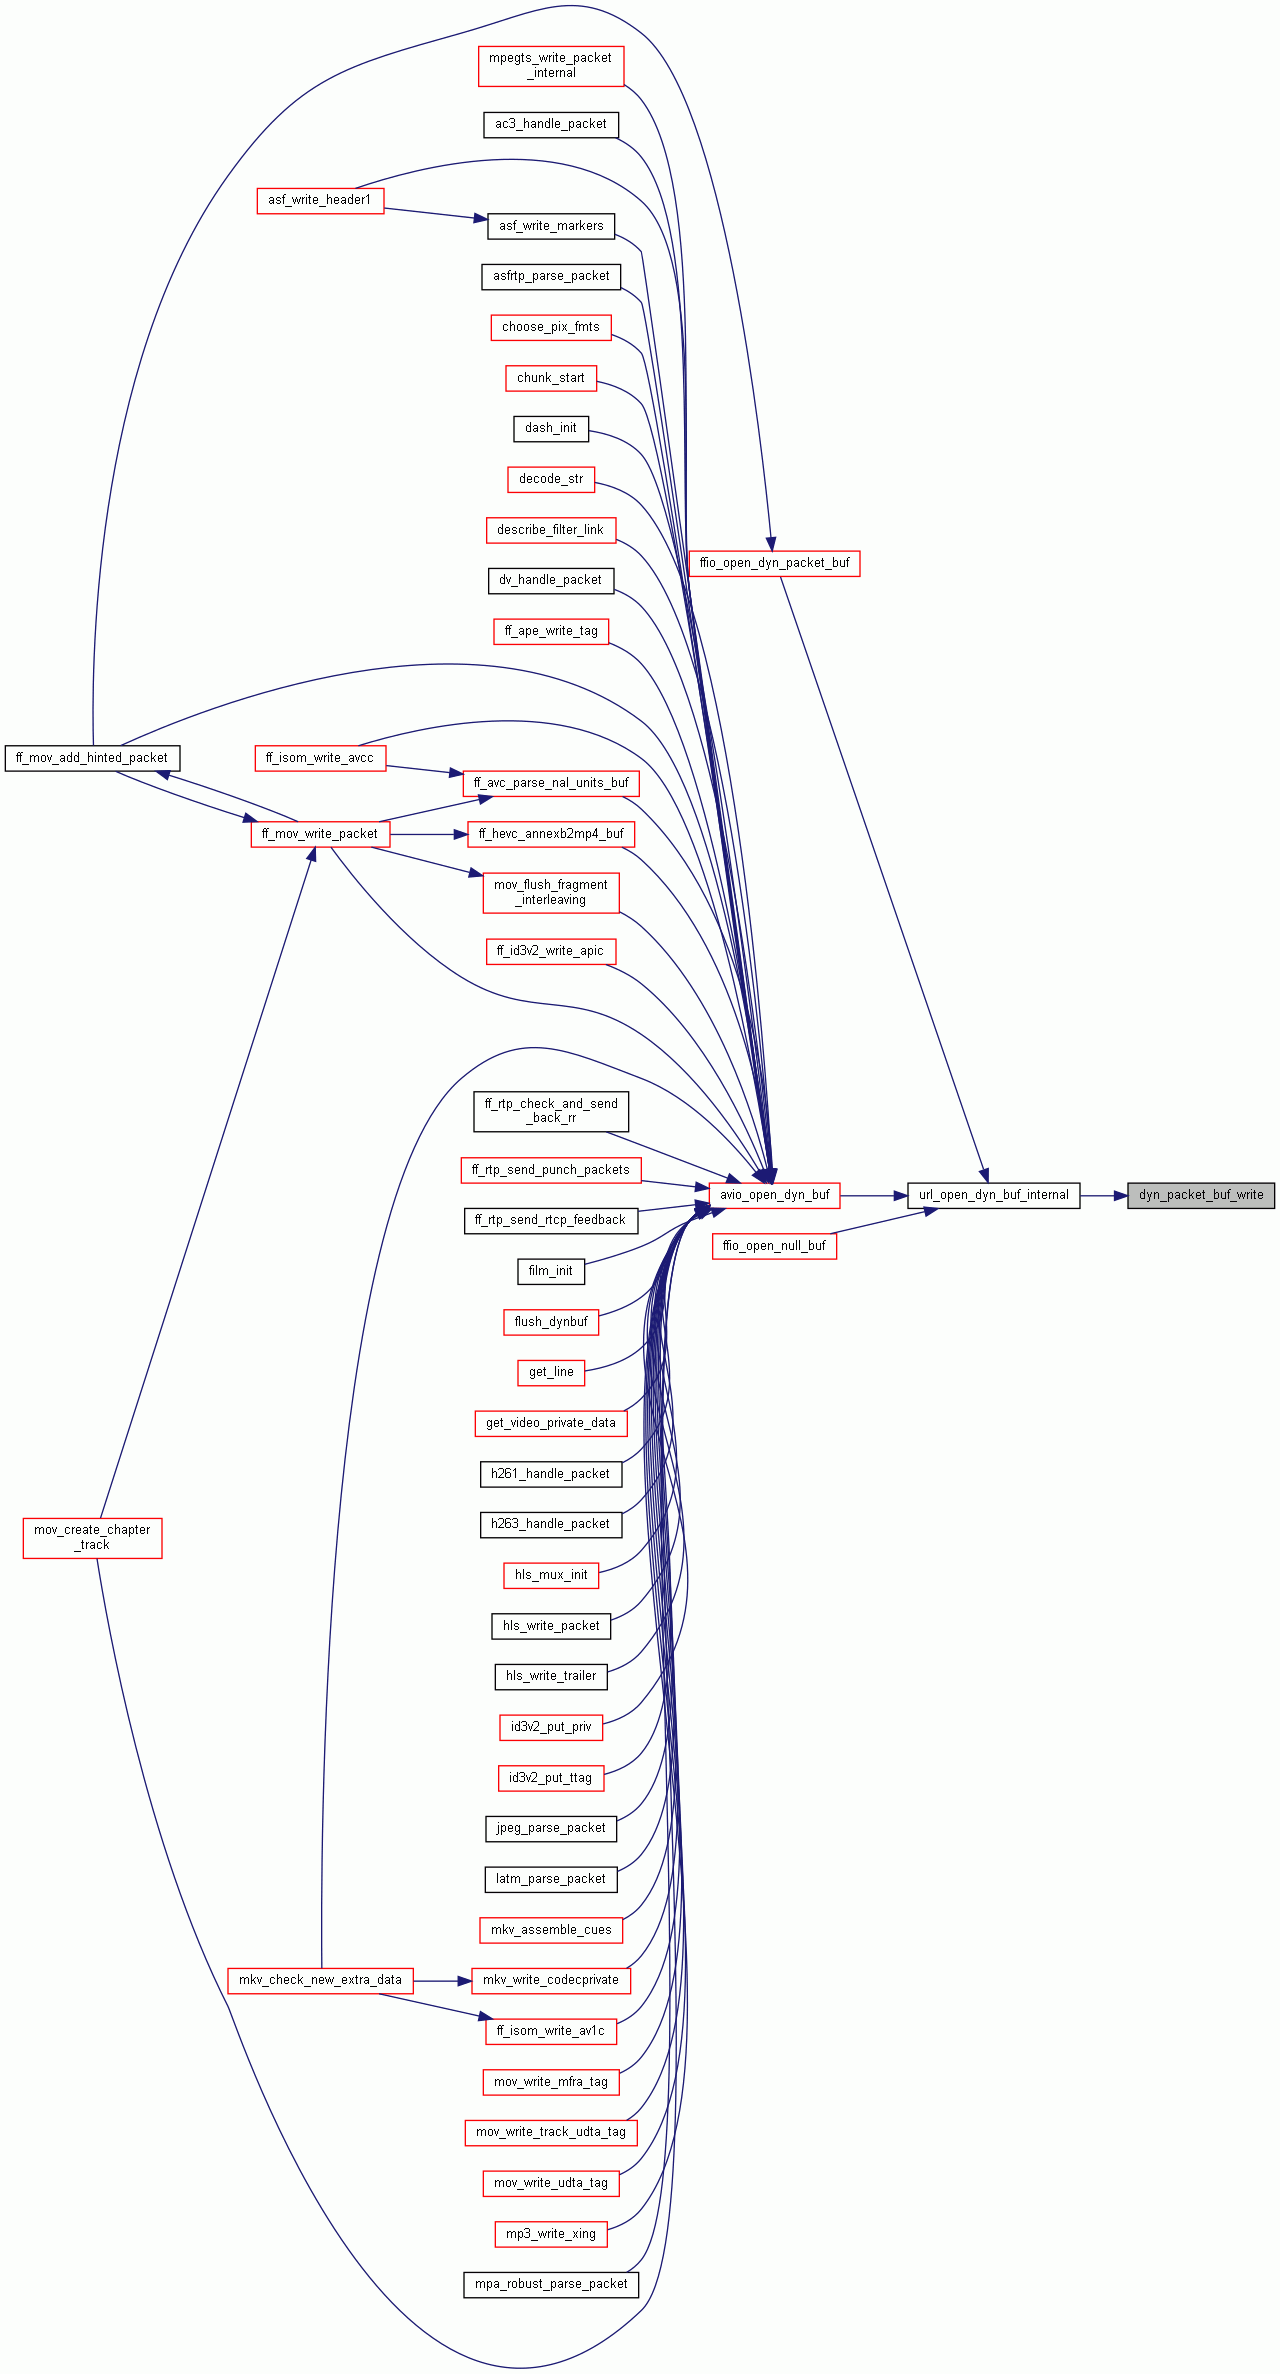 mpegts_write_packet
_internal
ac3_handle_packet
asf_write_header1
asf_write_markers
asfrtp_parse_packet
choose_pix_fmts
chunk_start
dash_init
decode_str
describe_filter_link
ffio_open_dyn_packet_buf
dv_handle_packet
ff_ape_write_tag
ff_mov_add_hinted_packet
ff_isom_write_avcc
ff_avc_parse_nal_units_buf
ff_mov_write_packet
ff_hevc_annexb2mp4_buf
mov_flush_fragment
_interleaving
ff_id3v2_write_apic
ff_rtp_check_and_send
_back_rr
ff_rtp_send_punch_packets
avio_open_dyn_buf
url_open_dyn_buf_internal
dyn_packet_buf_write
ff_rtp_send_rtcp_feedback
ffio_open_null_buf
film_init
flush_dynbuf
get_line
get_video_private_data
h261_handle_packet
h263_handle_packet
mov_create_chapter
_track
hls_mux_init
hls_write_packet
hls_write_trailer
id3v2_put_priv
id3v2_put_ttag
jpeg_parse_packet
latm_parse_packet
mkv_assemble_cues
mkv_check_new_extra_data
mkv_write_codecprivate
ff_isom_write_av1c
mov_write_mfra_tag
mov_write_track_udta_tag
mov_write_udta_tag
mp3_write_xing
mpa_robust_parse_packet